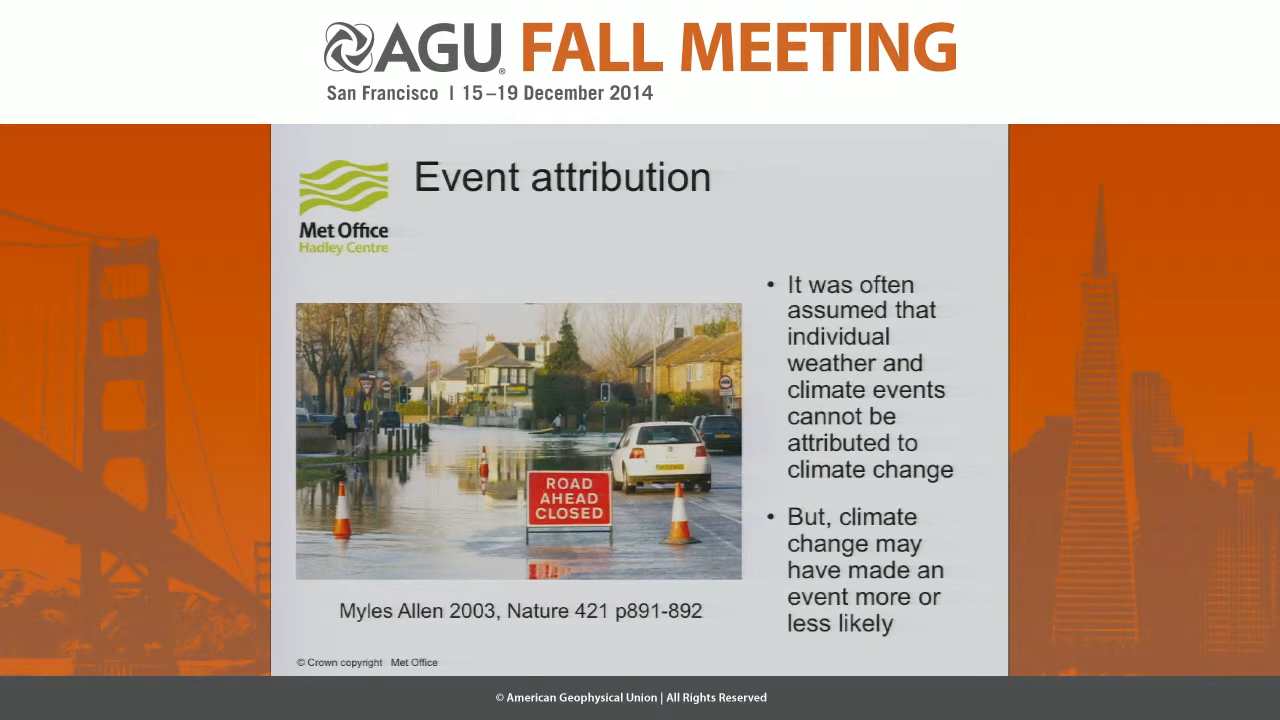 AGU® FALL MEETING
San Francisco | 15–19 December 2014
Event attribution
Met Office
Hadley Centre
• It was often
assumed that
individual
weather and
climate events
cannot be
attributed to
climate change
• But, climate
change may
have made an
event more or
less likely
ROAD
AHEAD
CLOSED
Myles Allen 2003, Nature 421 p891-892
© Crown copyright Met Office
© American Geophysical Union | All Rights Reserved